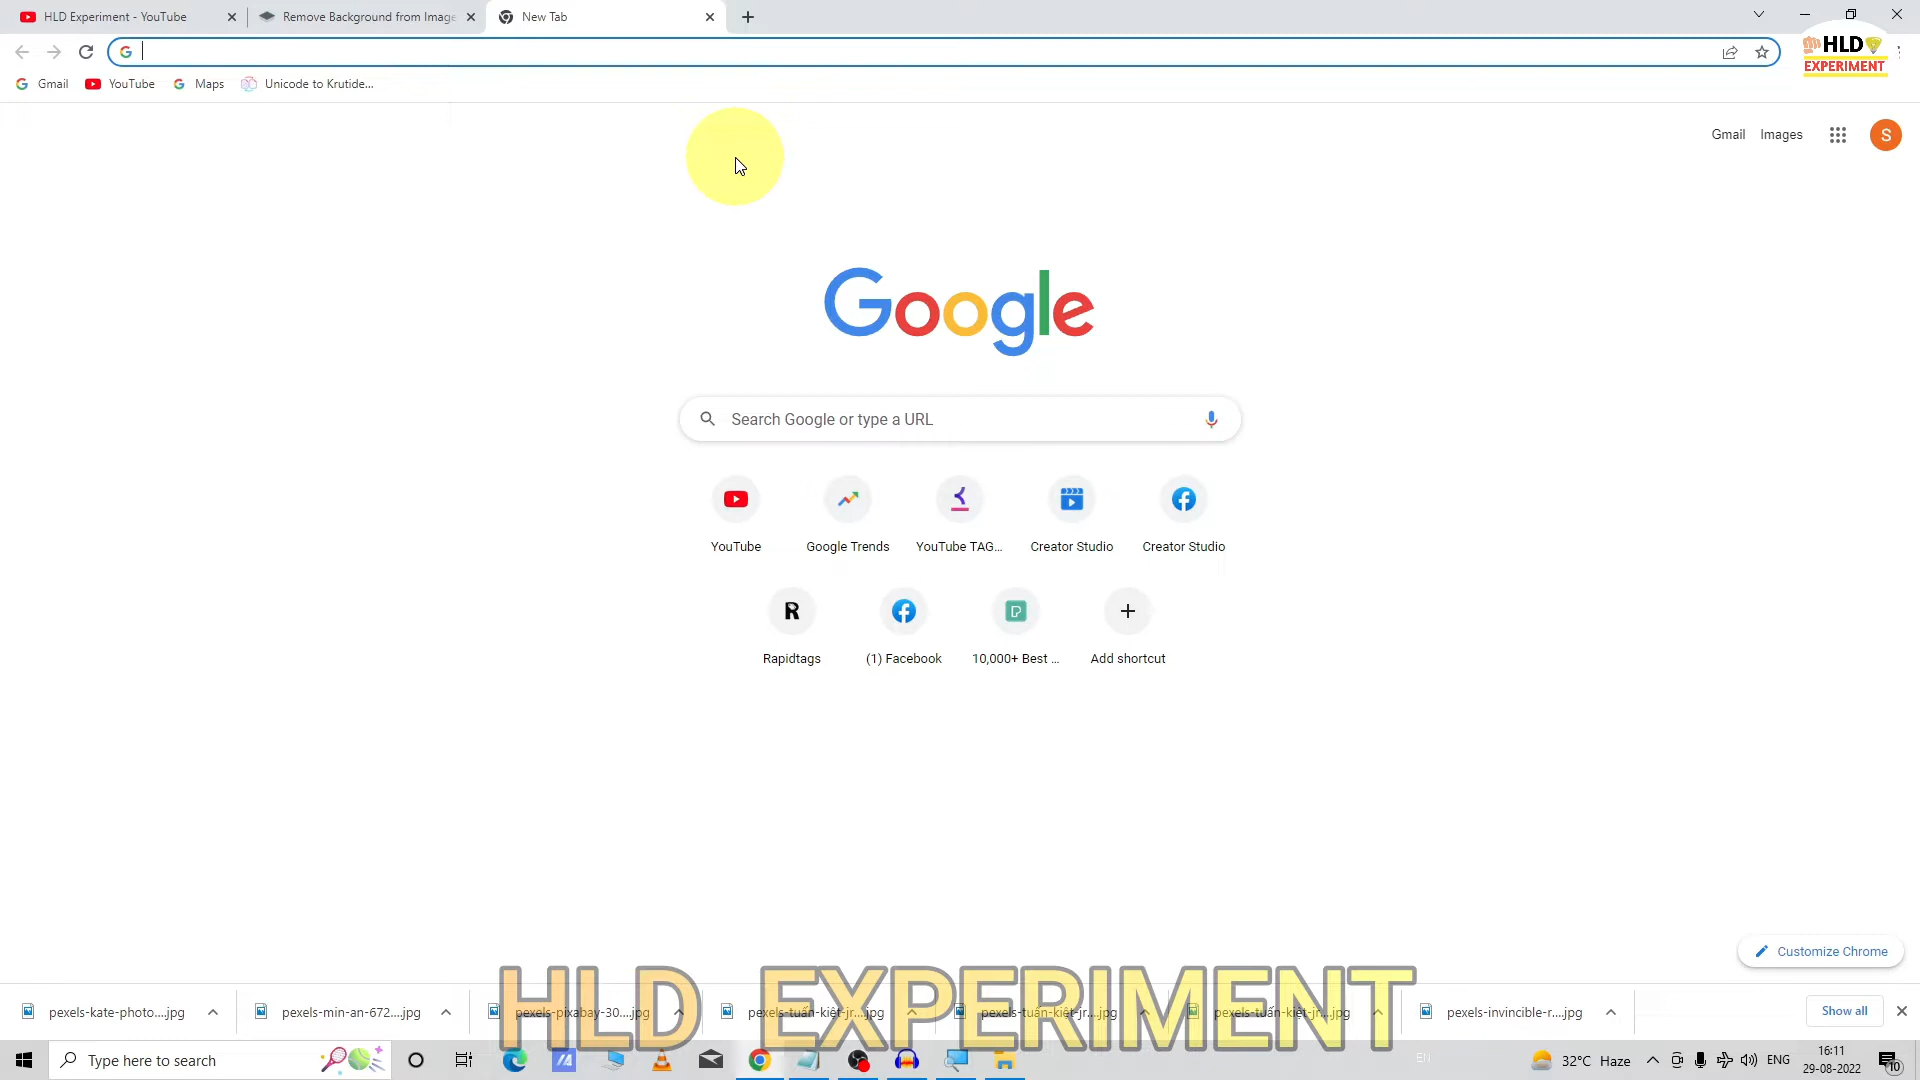 HLD Experiment - YouTube
Remove Background from Image
New Tab
HLD
EXPERIMENT
Gmail
YouTube
Maps
Unicode to Krutide...
Gmail
Images
S
Google
Search Google or type a URL
YouTube
Google Trends
YouTube TAG...
Creator Studio
Creator Studio
Rapidtags
(1) Facebook
10,000+ Best ...
Add shortcut
Customize Chrome
HLD EXPERIMENT
pexels-kate-photo....jpg
pexels-min-an-672....jpg
pexels-pixabay-30....jpg
pexels-tuấn-kiệt-jr....jpg
pexels-tuấn-kiệt-jr....jpg
pexels-tuấn-kiệt-jr....jpg
pexels-invincible-r....jpg
Show all
Type here to search
EN
32°C Haze
ENG
16:11
29-08-2022
10